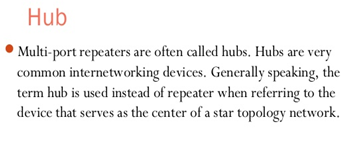 Hub
Multi-port repeaters are often called hubs. Hubs are very
common internetworking devices. Generally speaking, the
term hub is used instead of repeater when referring to the
device that serves as the center of a star topology network.